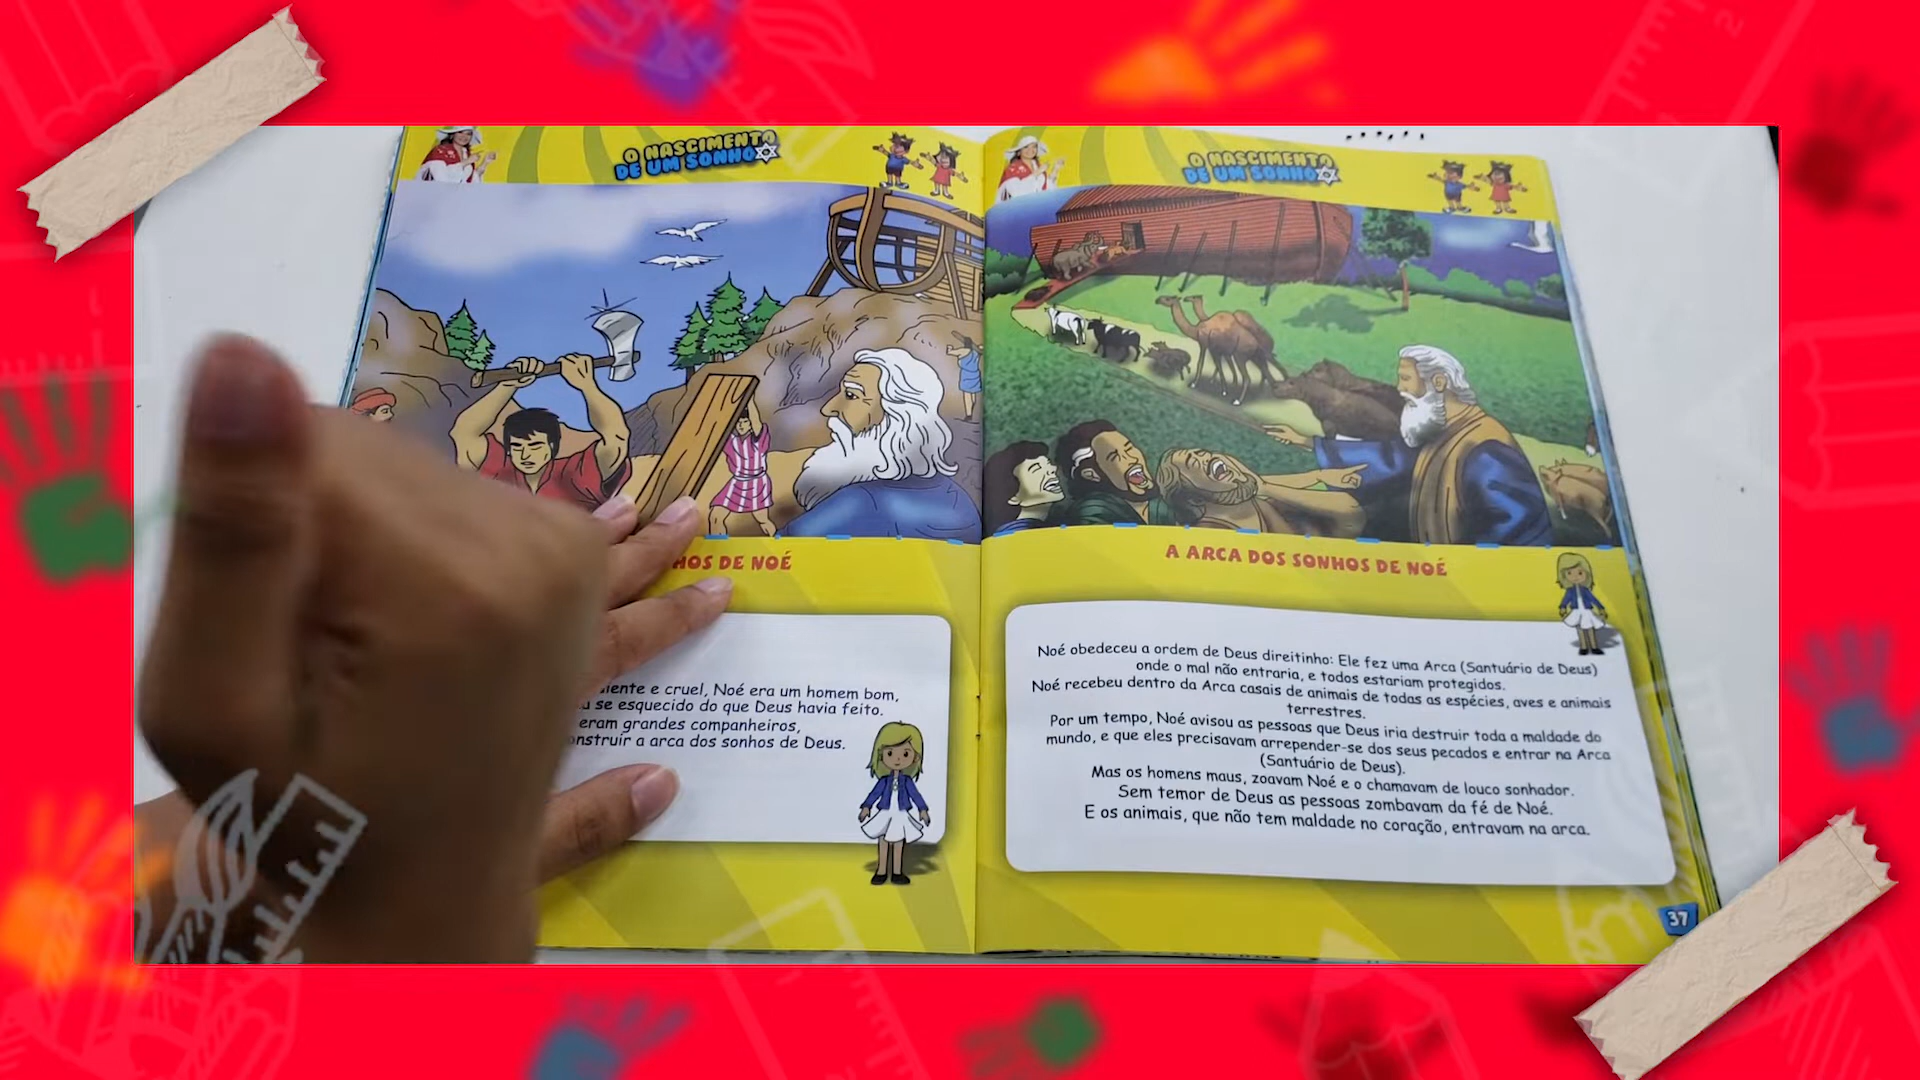 O NASCIMENTO
DE UM SONHO
HOS DE NOÉ
e cruel, Noé era um homem bom,
se esquecido do que Deus havia feito.
eram grandes companheiros,
nstruir a arca dos sonhos de Deus.
O NASCIMENTO
DE UM SONHO
A ARCA DOS SONHOS DE NOÉ
Noé obedeceu a ordem de Deus direitinho: Ele fez uma Arca (Santuário de Deus)
onde o mal não entraria, e todos estariam protegidos.
Noé recebeu dentro da Arca casais de animais de todas as espécies, aves e animais
terrestres.
Por um tempo, Noé avisou as pessoas que Deus iria destruir toda a maldade do
mundo, e que eles precisavam arrepender-se dos seus pecados e entrar na Arca
(Santuário de Deus).
Mas os homens maus, zoavam Noé e o chamavam de louco sonhador.
Sem temor de Deus as pessoas zombavam da fé de Noé.
E os animais, que não tem maldade no coração, entravam na arca.
37